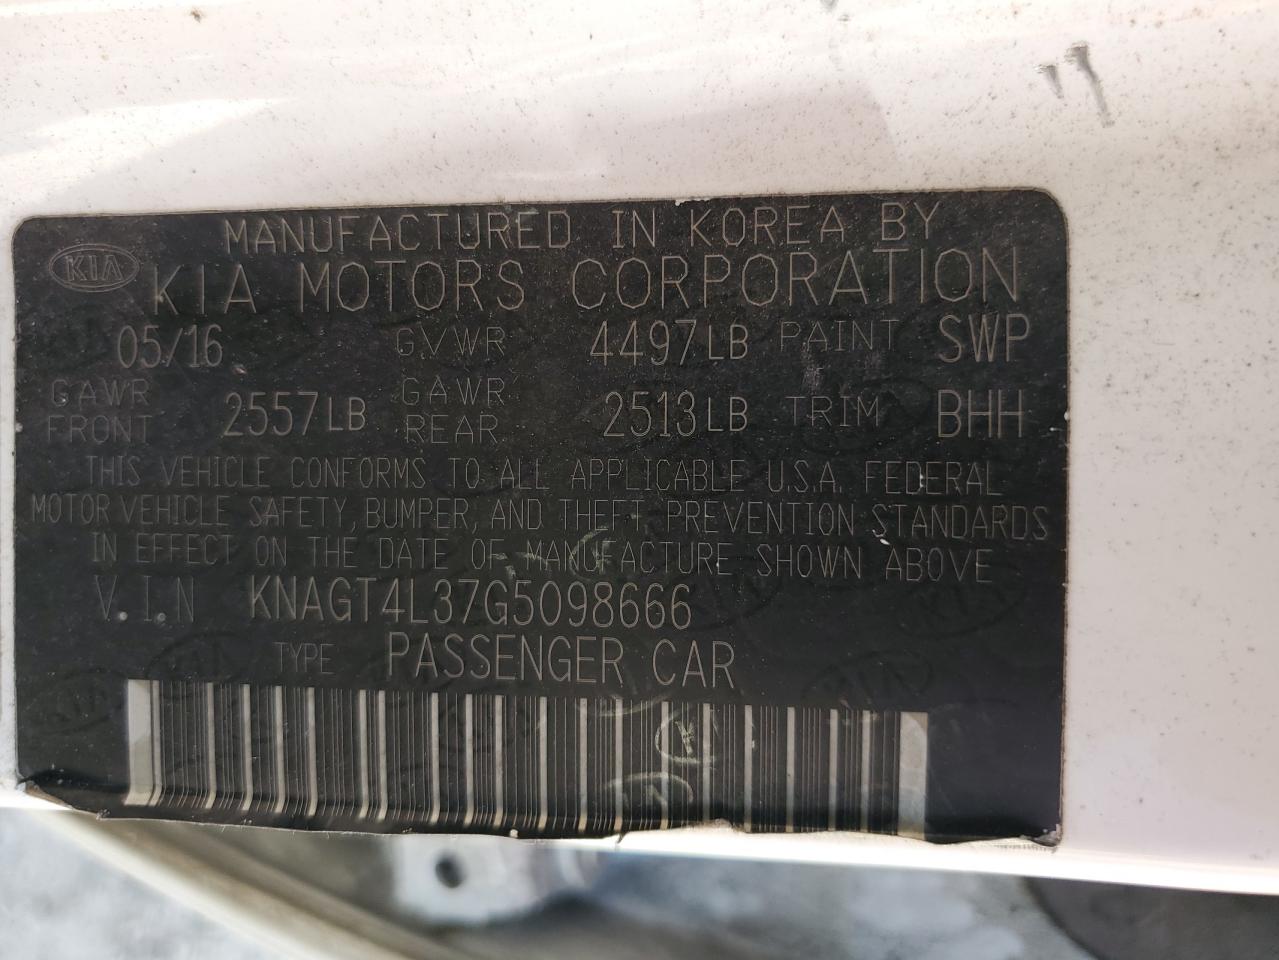 MANUFACTURED IN KOREA BY
KIA
KIA MOTORS CORPORATION
05/16 GVWR 4497LB PAINT SWP
GAWR FRONT 2557LB GAWR REAR 2513LB TRIM BHH
THIS VEHICLE CONFORMS TO ALL APPLICABLE U.S.A. FEDERAL
MOTOR VEHICLE SAFETY, BUMPER, AND THEFT PREVENTION STANDARDS
IN EFFECT ON THE DATE OF MANUFACTURE SHOWN ABOVE
V.I.N KNAGT4L37G5098666
TYPE PASSENGER CAR